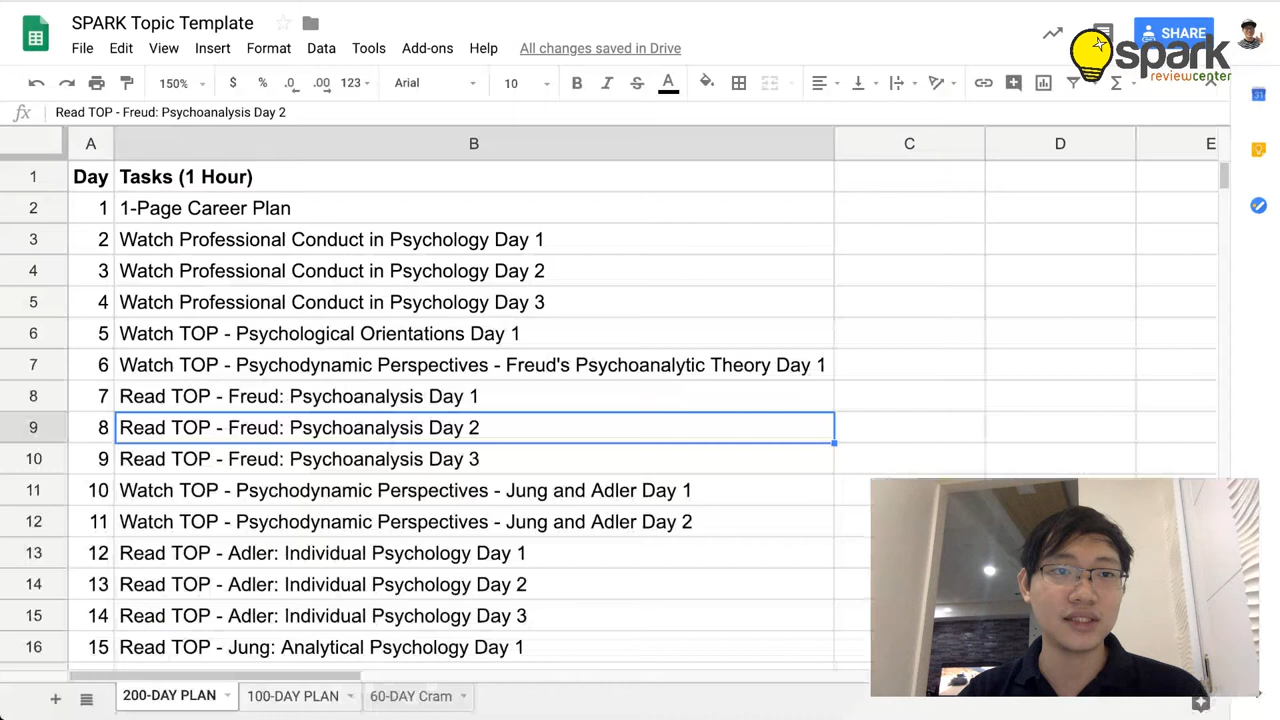 SPARK Topic Template
File Edit View Insert Format Data Tools Add-ons Help All changes saved in Drive
SHARE
spark
reviewcenter
150% $ % .0 .00 123 Arial 10 B I S A
fx Read TOP - Freud: Psychoanalysis Day 2
A B C D E
1 Day Tasks (1 Hour)
2 1 1-Page Career Plan
3 2 Watch Professional Conduct in Psychology Day 1
4 3 Watch Professional Conduct in Psychology Day 2
5 4 Watch Professional Conduct in Psychology Day 3
6 5 Watch TOP - Psychological Orientations Day 1
7 6 Watch TOP - Psychodynamic Perspectives - Freud's Psychoanalytic Theory Day 1
8 7 Read TOP - Freud: Psychoanalysis Day 1
9 8 Read TOP - Freud: Psychoanalysis Day 2
10 9 Read TOP - Freud: Psychoanalysis Day 3
11 10 Watch TOP - Psychodynamic Perspectives - Jung and Adler Day 1
12 11 Watch TOP - Psychodynamic Perspectives - Jung and Adler Day 2
13 12 Read TOP - Adler: Individual Psychology Day 1
14 13 Read TOP - Adler: Individual Psychology Day 2
15 14 Read TOP - Adler: Individual Psychology Day 3
16 15 Read TOP - Jung: Analytical Psychology Day 1
200-DAY PLAN 100-DAY PLAN 60-DAY Cram